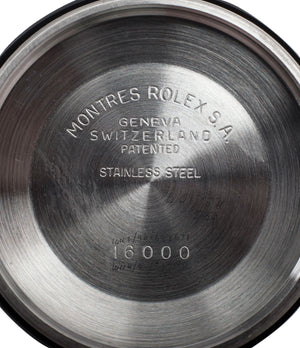 MONTRES ROLEX S.A.
GENEVA
SWITZERLAND
PATENTED
STAINLESS STEEL
16000